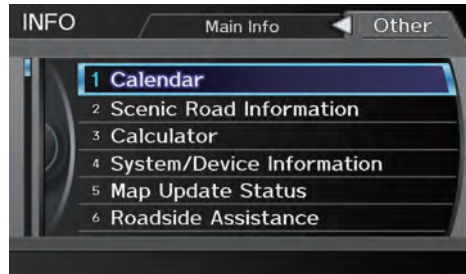 INFO Main Info Other
1 Calendar
2 Scenic Road Information
3 Calculator
4 System/Device Information
5 Map Update Status
6 Roadside Assistance